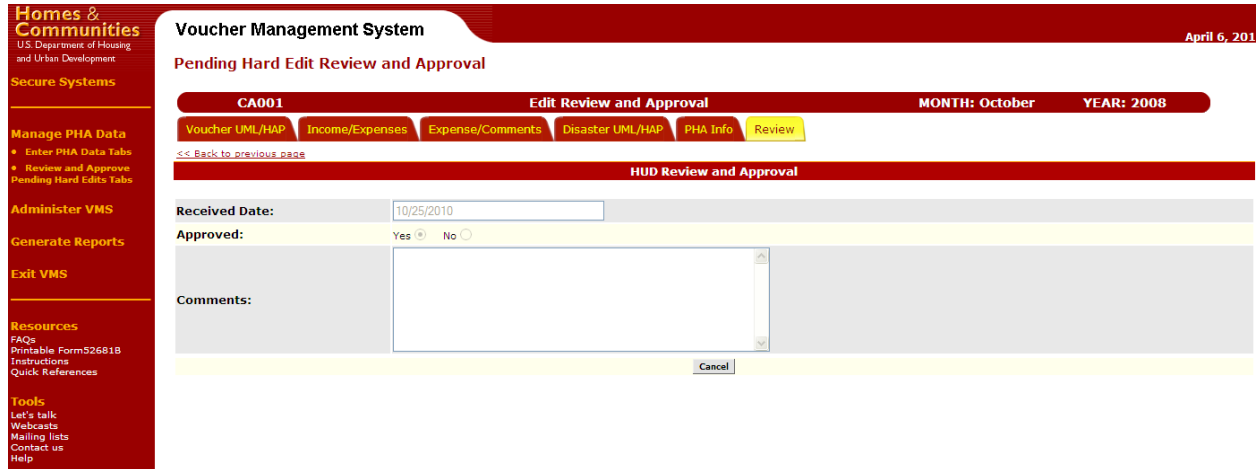 Homes &
Communities
U.S. Department of Housing
and Urban Development
Secure Systems
Manage PHA Data
• Enter PHA Data Tabs
• Review and Approve
Pending Hard Edits Tabs
Administer VMS
Generate Reports
Exit VMS
Resources
FAQs
Printable Form52681B
Instructions
Quick References
Tools
Let's talk
Webcasts
Mailing lists
Contact us
Help
Voucher Management System
April 6, 201
Pending Hard Edit Review and Approval
CA001 Edit Review and Approval MONTH: October YEAR: 2008
Voucher UML/HAP Income/Expenses Expense/Comments Disaster UML/HAP PHA Info Review
<< Back to previous page
HUD Review and Approval
Received Date: 10/25/2010
Approved: Yes No
Comments:
Cancel